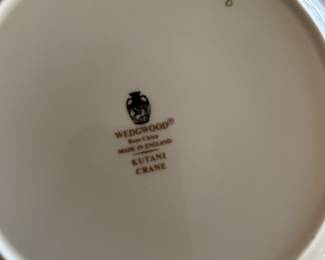 WEDGWOOD®
Bone China
MADE IN ENGLAND
KUTANI
CRANE